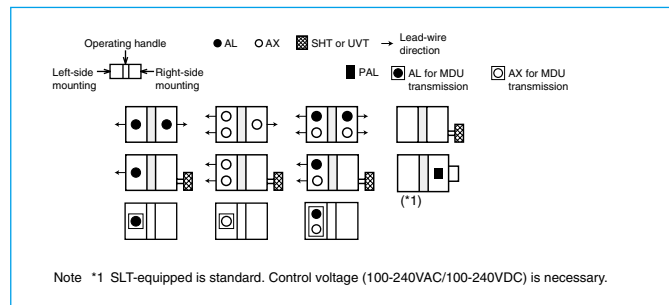 Operating handle
AL
AX
SHT or UVT
Lead-wire
direction
Left-side
mounting
Right-side
mounting
PAL
AL for MDU
transmission
AX for MDU
transmission
(*1)
Note *1 SLT-equipped is standard. Control voltage (100-240VAC/100-240VDC) is necessary.